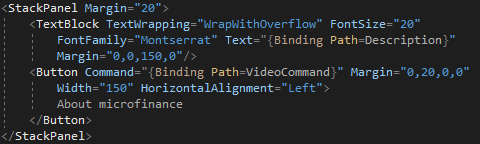 <StackPanel Margin="20">
<TextBlock TextWrapping="WrapWithOverflow" FontSize="20"
FontFamily="Montserrat" Text="{Binding Path=Description}"
Margin="0,0,150,0"/>
<Button Command="{Binding Path=VideoCommand}" Margin="0,20,0,0"
Width="150" HorizontalAlignment="Left">
About microfinance
</Button>
</StackPanel>